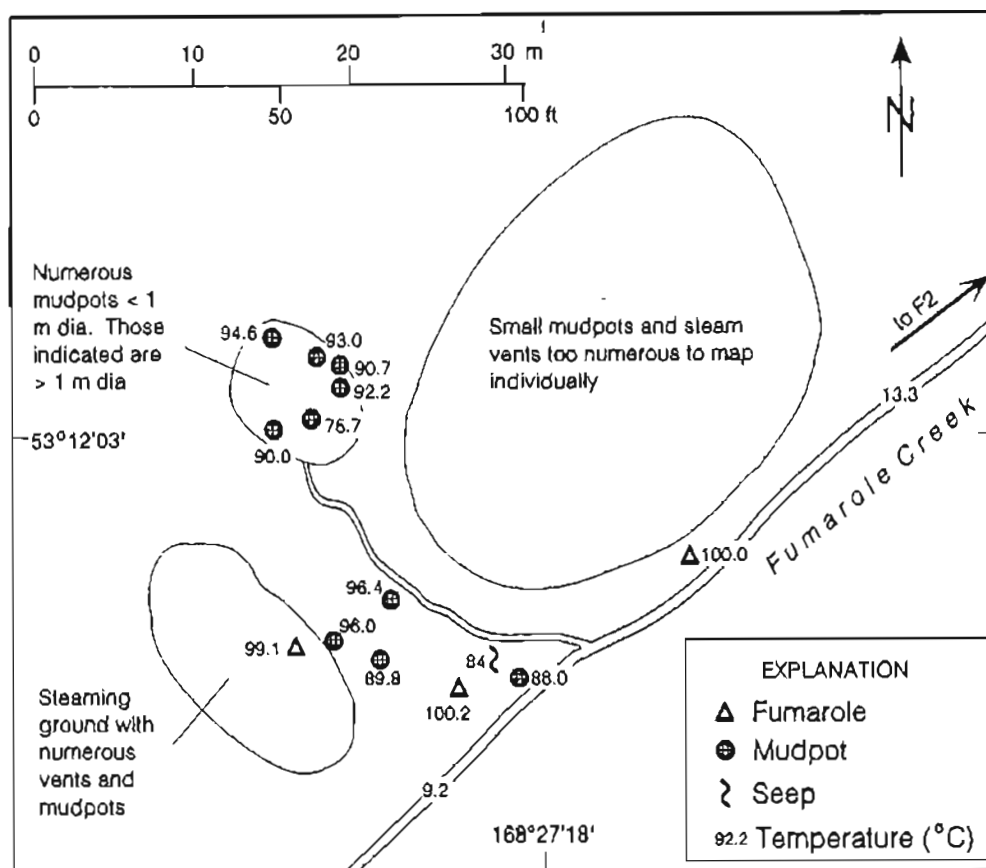 0 10 20 30 m
0 50 100 ft
N
Numerous
mudpots < 1
m dia. Those
indicated are
> 1 m dia
94.6
93.0
90.7
92.2
76.7
90.0
Small mudpots and steam
vents too numerous to map
individually
to F2
13.3
Fumarole Creek
53°12'03'
100.0
96.4
96.0
99.1
89.8
84
88.0
100.2
Steaming
ground with
numerous
vents and
mudpots
9.2
168°27'18'
EXPLANATION
Fumarole
Mudpot
Seep
92.2 Temperature (°C)